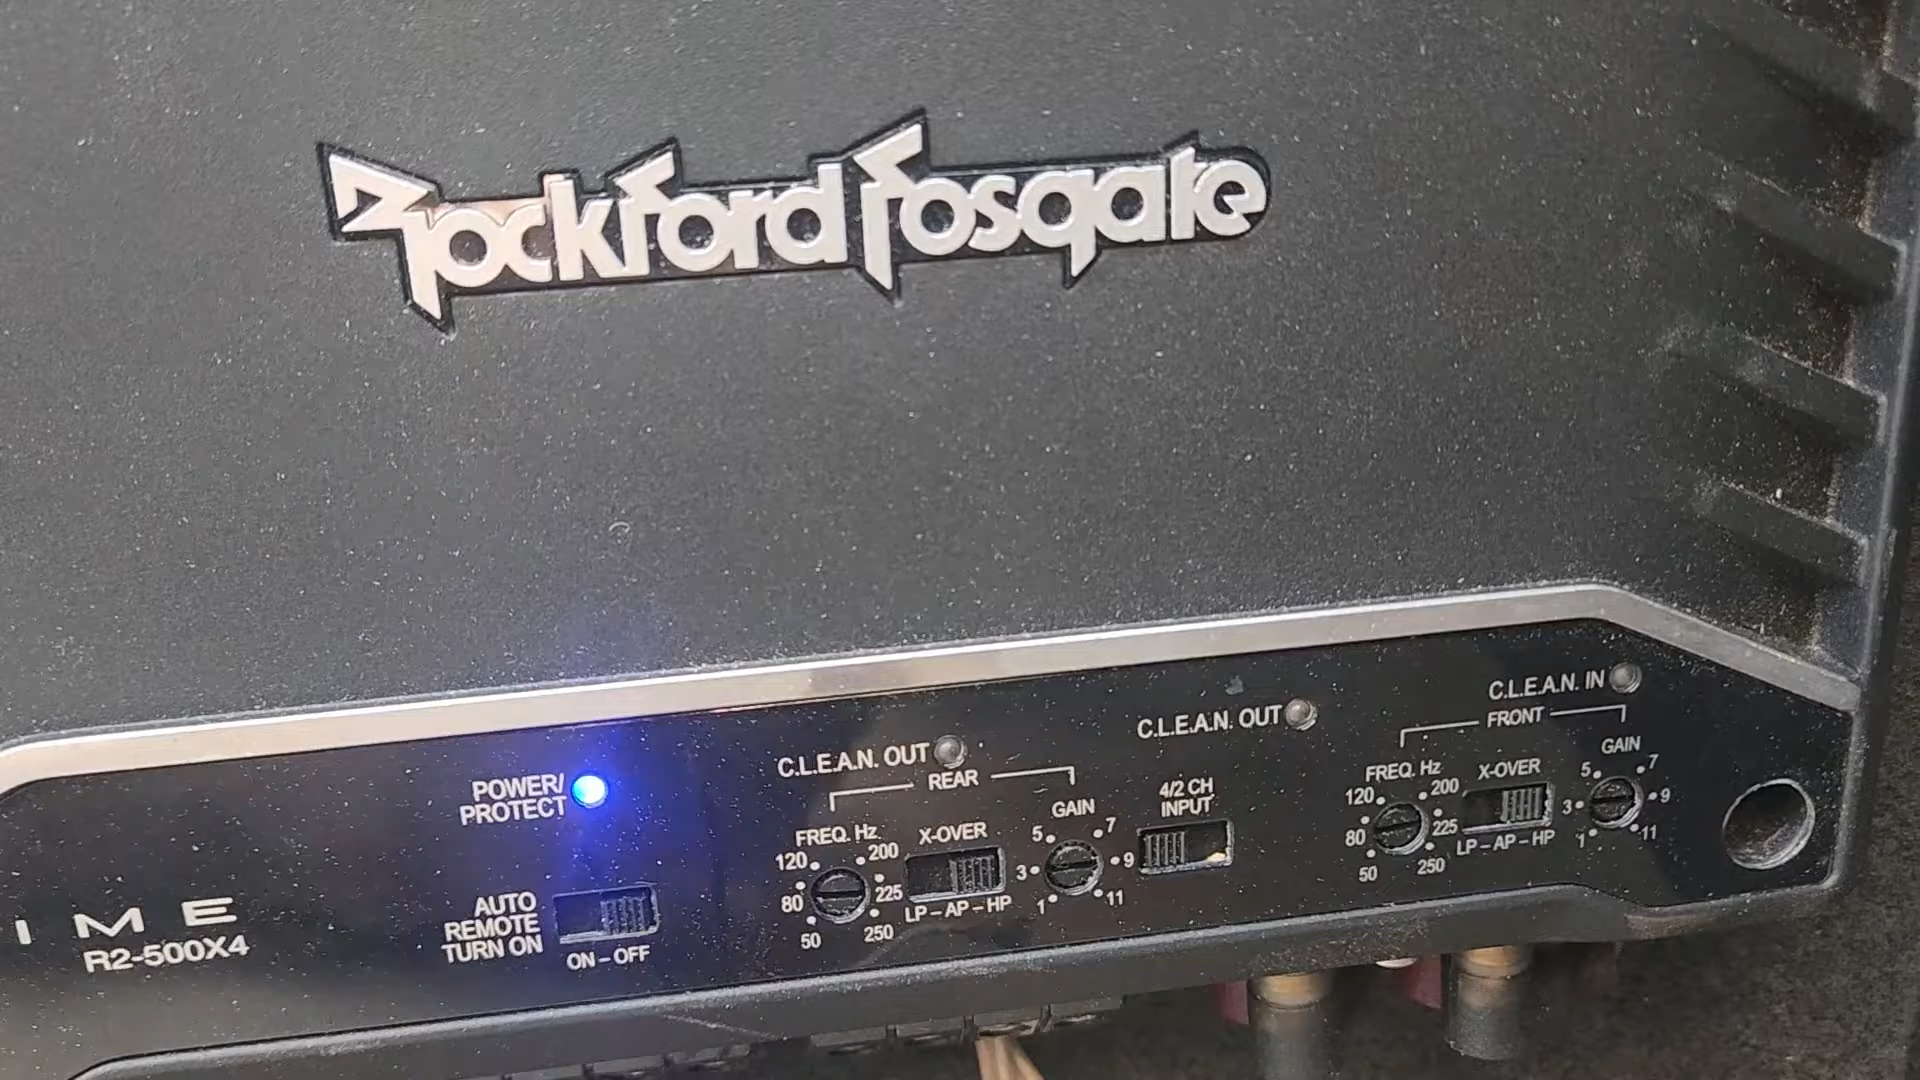 Rockford Fosgate
C.L.E.A.N. IN
C.L.E.A.N. OUT
FRONT
C.L.E.A.N. OUT
REAR
POWER/
PROTECT
FREQ. Hz
120 200
80 225
50 250
X-OVER
LP – AP – HP
GAIN
5 7
3 9
1 11
4/2 CH
INPUT
FREQ. Hz
120 200
80 225
50 250
X-OVER
LP – AP – HP
GAIN
5 7
3 9
1 11
AUTO
REMOTE
TURN ON
ON – OFF
IME
R2-500X4